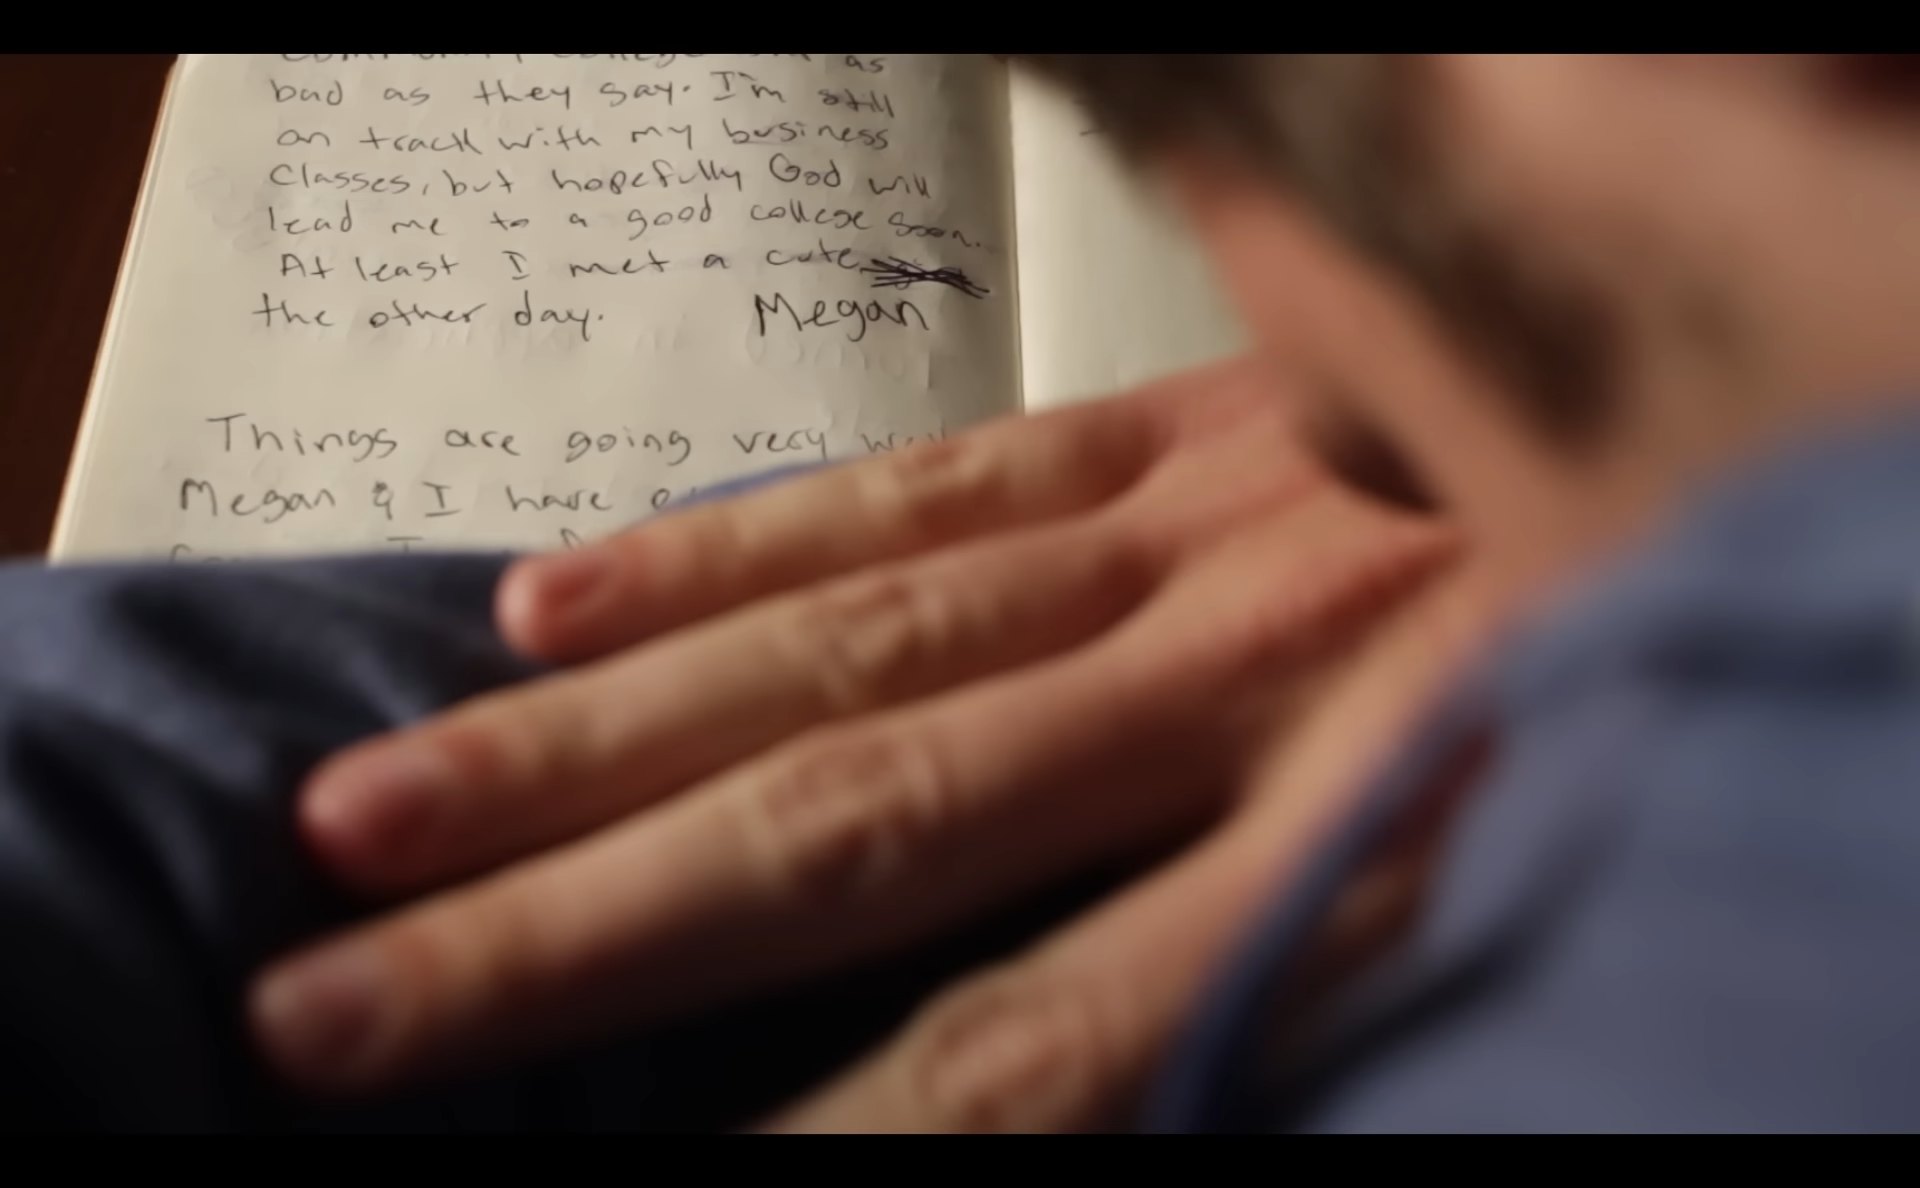 as
bad as they say. I'm still
on track with my business
classes, but hopefully God will
lead me to a good college soon.
At least I met a cute
the other day. Megan
Things are going very
Megan & I have